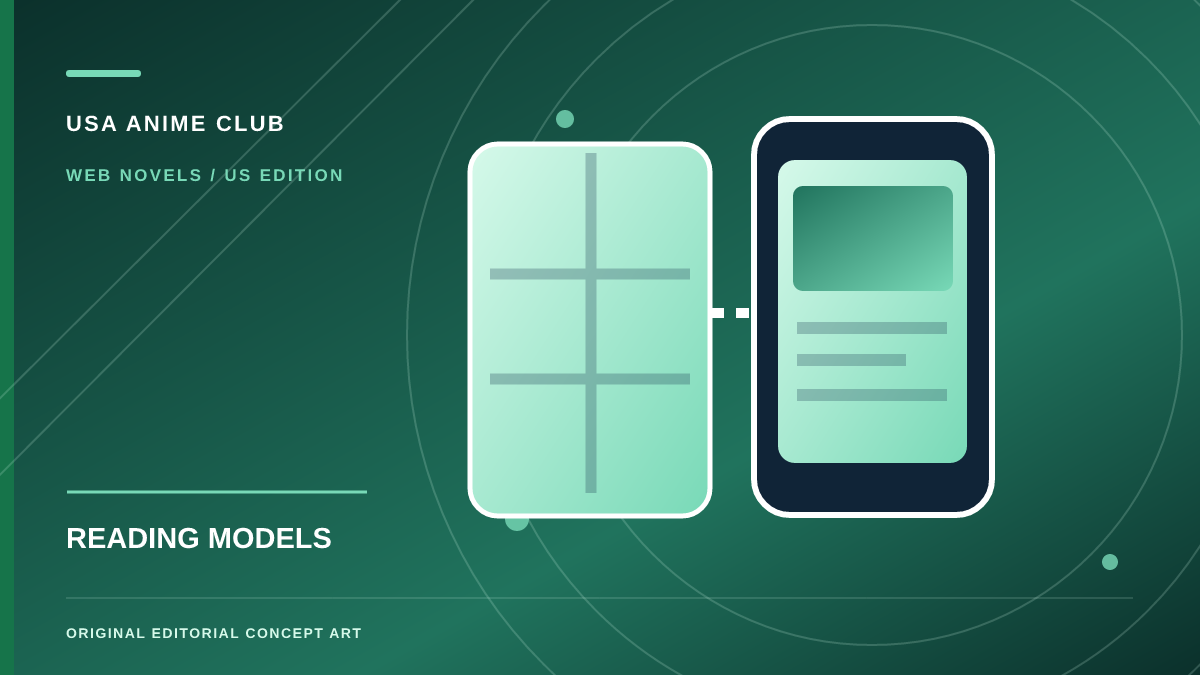 USA ANIME CLUB
WEB NOVELS / US EDITION
READING MODELS
ORIGINAL EDITORIAL CONCEPT ART